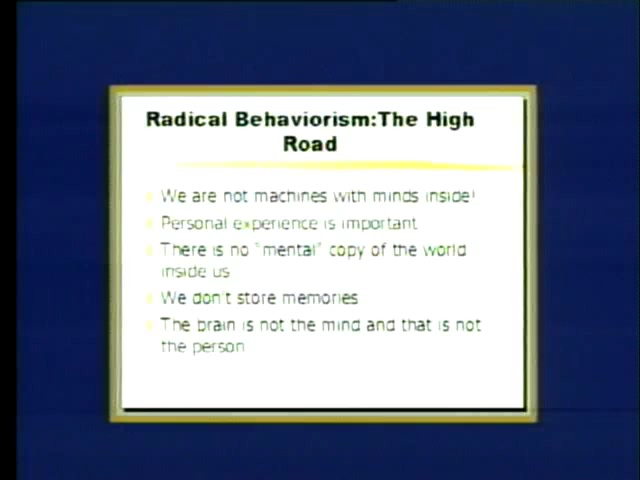 Radical Behaviorism:The High
Road
We are not machines with minds inside!
Personal experience is important
There is no "mental" copy of the world
inside us
We don't store memories
The brain is not the mind and that is not
the person